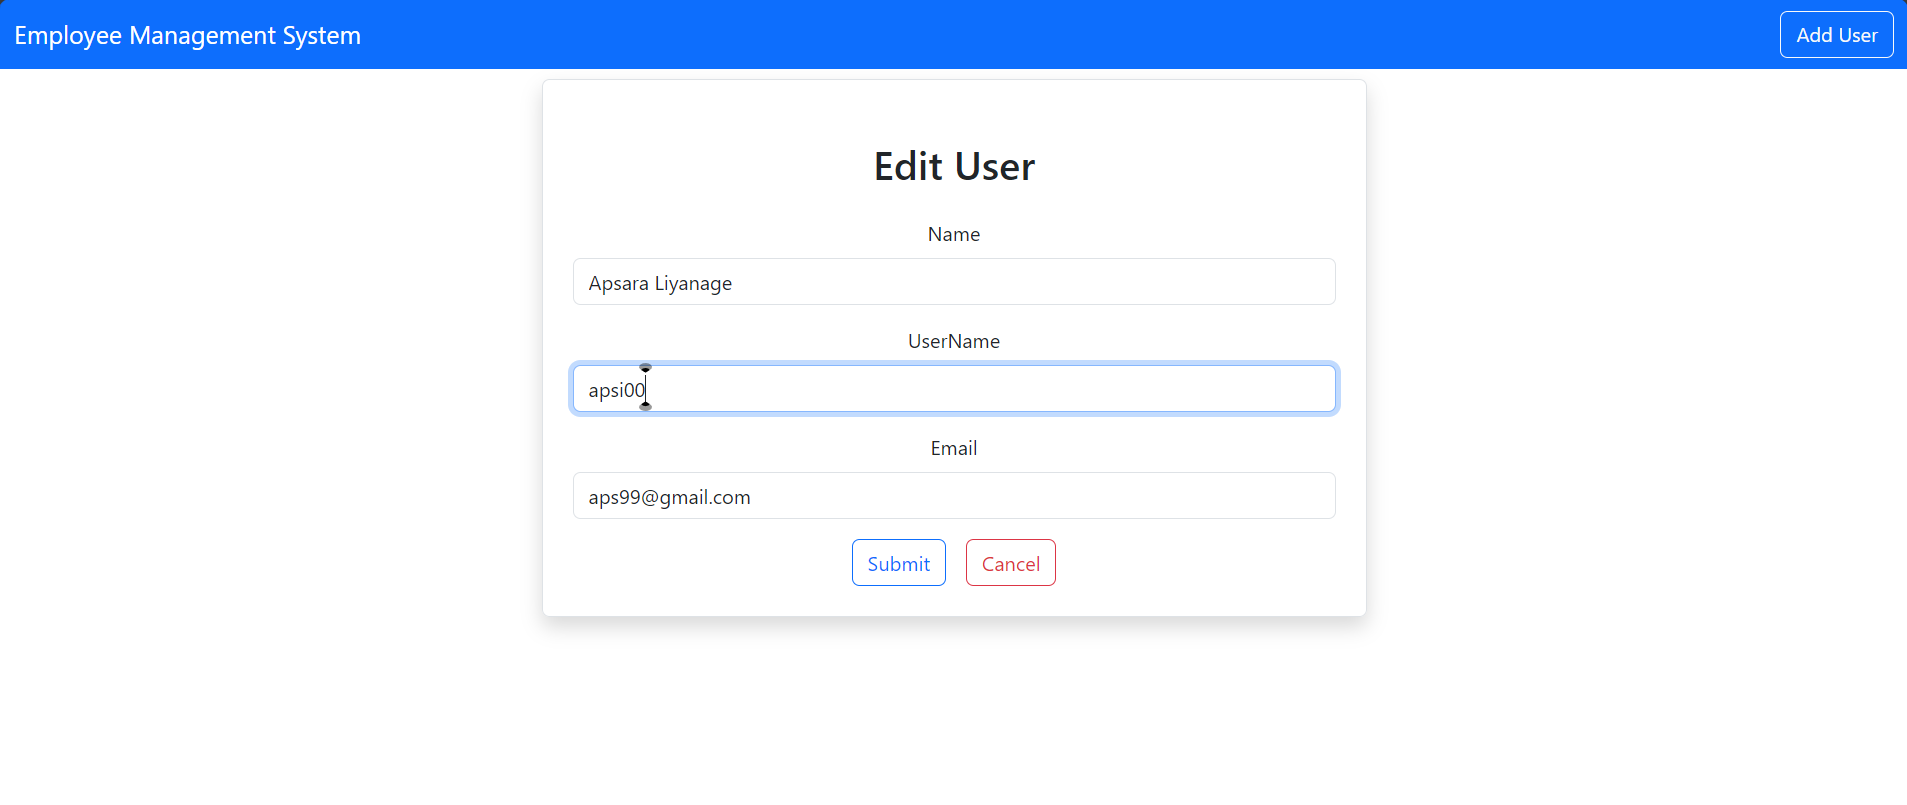 Employee Management System
Add User
Edit User
Name
Apsara Liyanage
UserName
apsi00
Email
aps99@gmail.com
Submit
Cancel